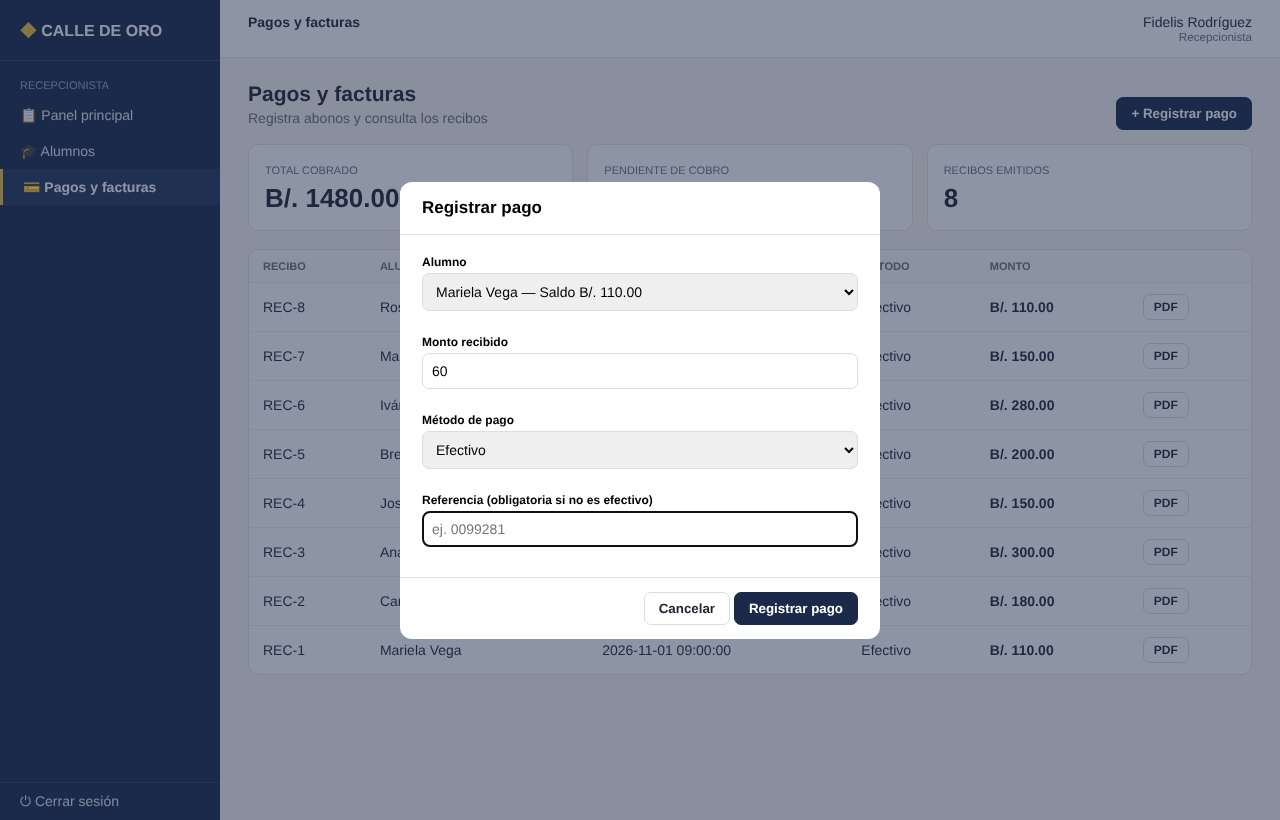 CALLE DE ORO
RECEPCIONISTA
Panel principal
Alumnos
Pagos y facturas
Cerrar sesión
Pagos y facturas
Fidelis Rodríguez
Recepcionista
Pagos y facturas
Registra abonos y consulta los recibos
+ Registrar pago
TOTAL COBRADO
B/. 1480.00
PENDIENTE DE COBRO
RECIBOS EMITIDOS
8
Registrar pago
Alumno
Mariela Vega — Saldo B/. 110.00
Monto recibido
60
Método de pago
Efectivo
Referencia (obligatoria si no es efectivo)
ej. 0099281
Cancelar
Registrar pago
RECIBO MONTO
REC-8 B/. 110.00 PDF
REC-7 B/. 150.00 PDF
REC-6 B/. 280.00 PDF
REC-5 B/. 200.00 PDF
REC-4 B/. 150.00 PDF
REC-3 B/. 300.00 PDF
REC-2 B/. 180.00 PDF
REC-1 Mariela Vega 2026-11-01 09:00:00 Efectivo B/. 110.00 PDF